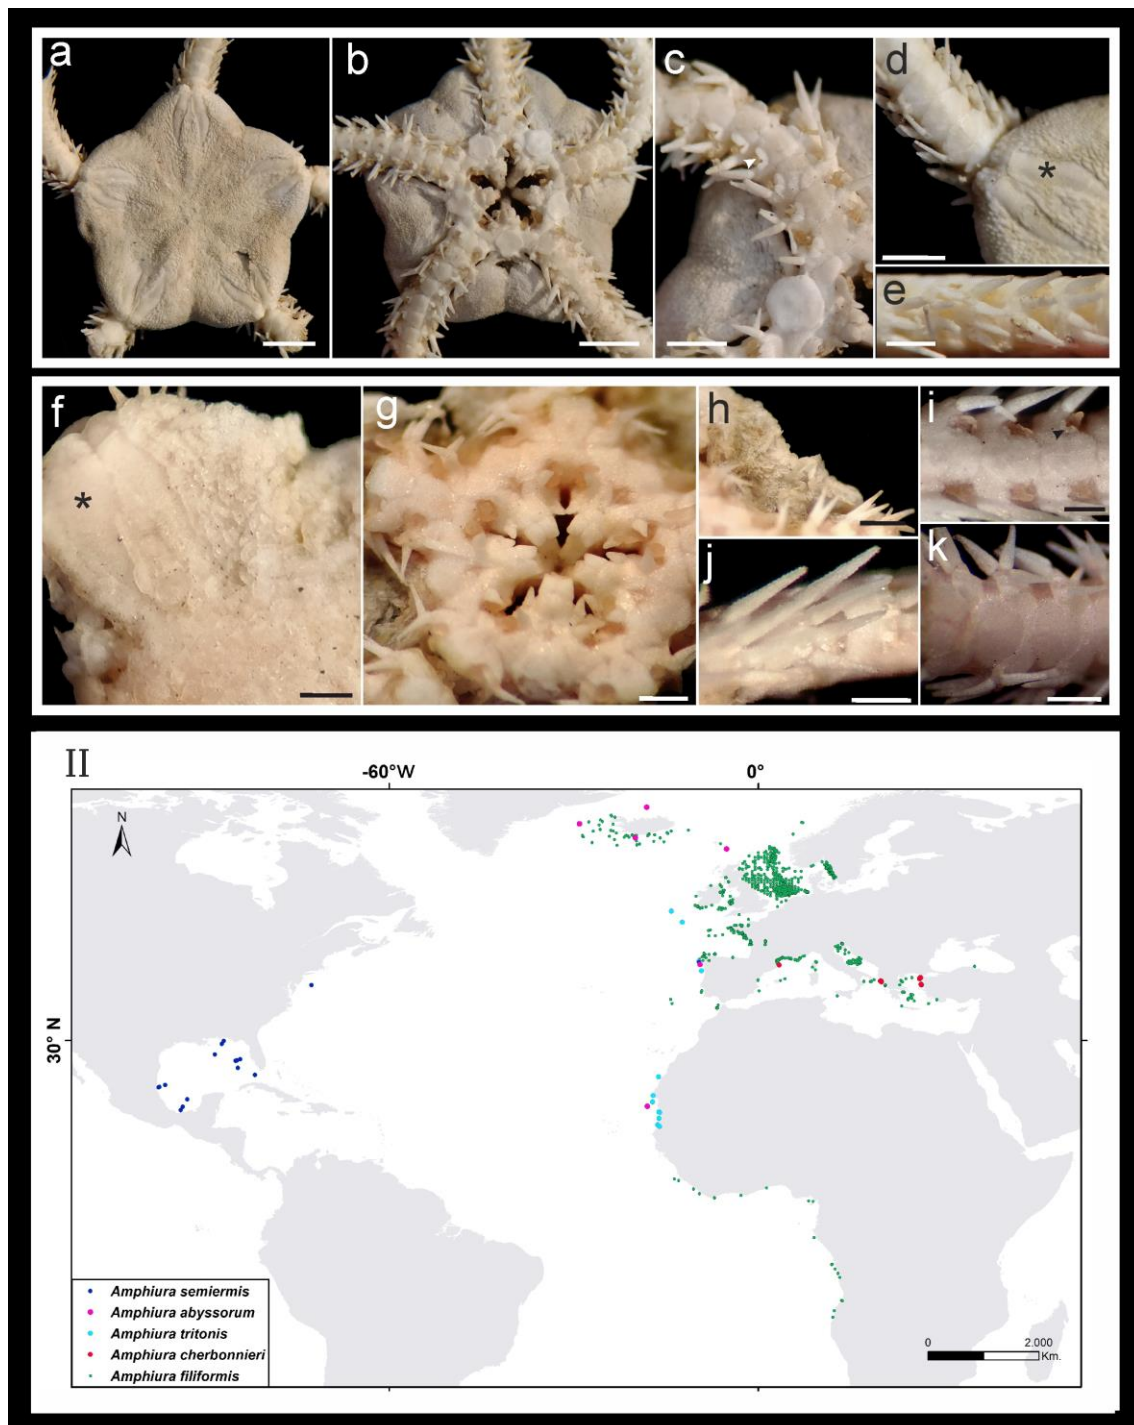 a
b
c
d
*
e
f
*
g
h
i
j
k
II
-60°W
0°
N
30° N
Amphiura semiermis
Amphiura abyssorum
Amphiura tritonis
Amphiura cherbonnieri
Amphiura filiformis
0
2.000
Km.